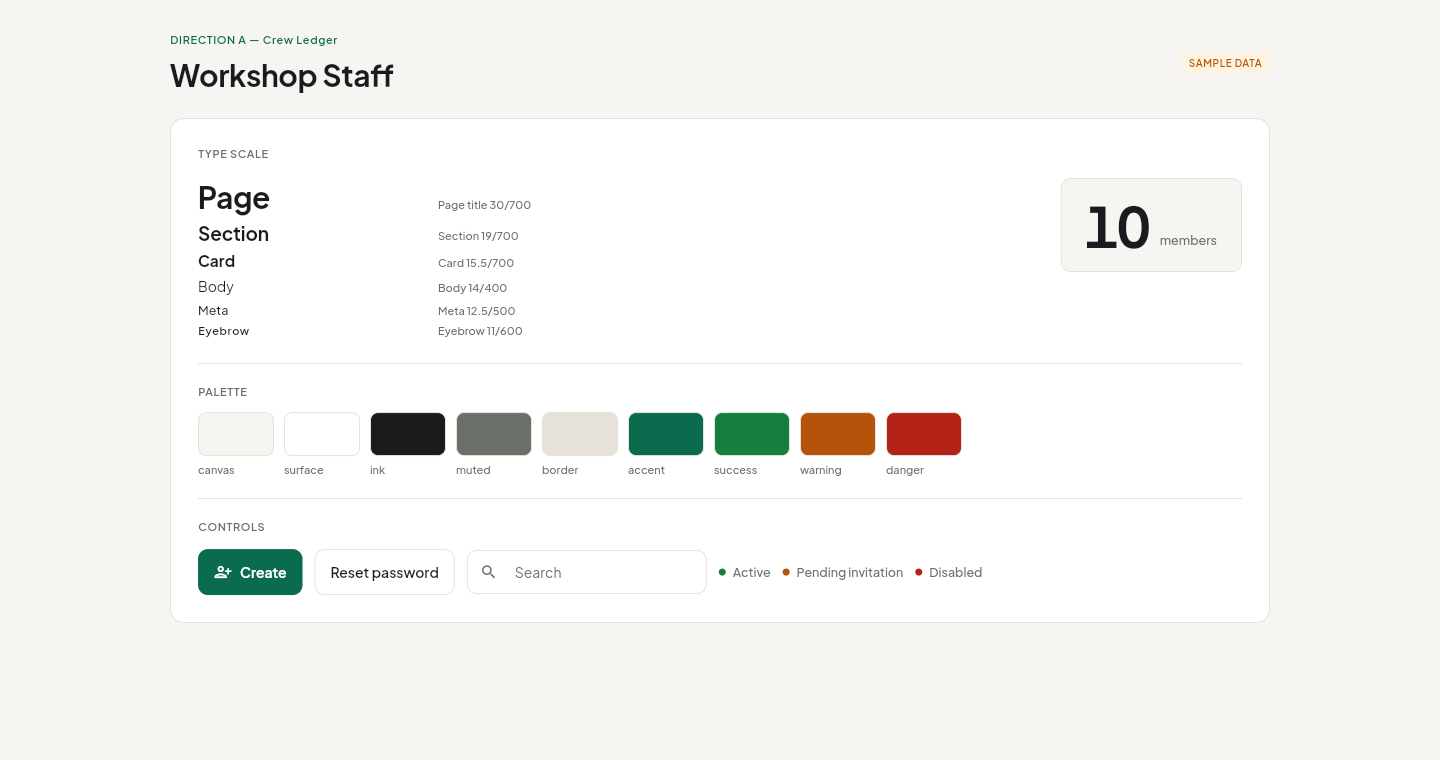 DIRECTION A — Crew Ledger
Workshop Staff
SAMPLE DATA
TYPE SCALE
Page
Page title 30/700
Section
Section 19/700
Card
Card 15.5/700
Body
Body 14/400
Meta
Meta 12.5/500
Eyebrow
Eyebrow 11/600
10 members
PALETTE
canvas
surface
ink
muted
border
accent
success
warning
danger
CONTROLS
Create
Reset password
Search
Active
Pending invitation
Disabled